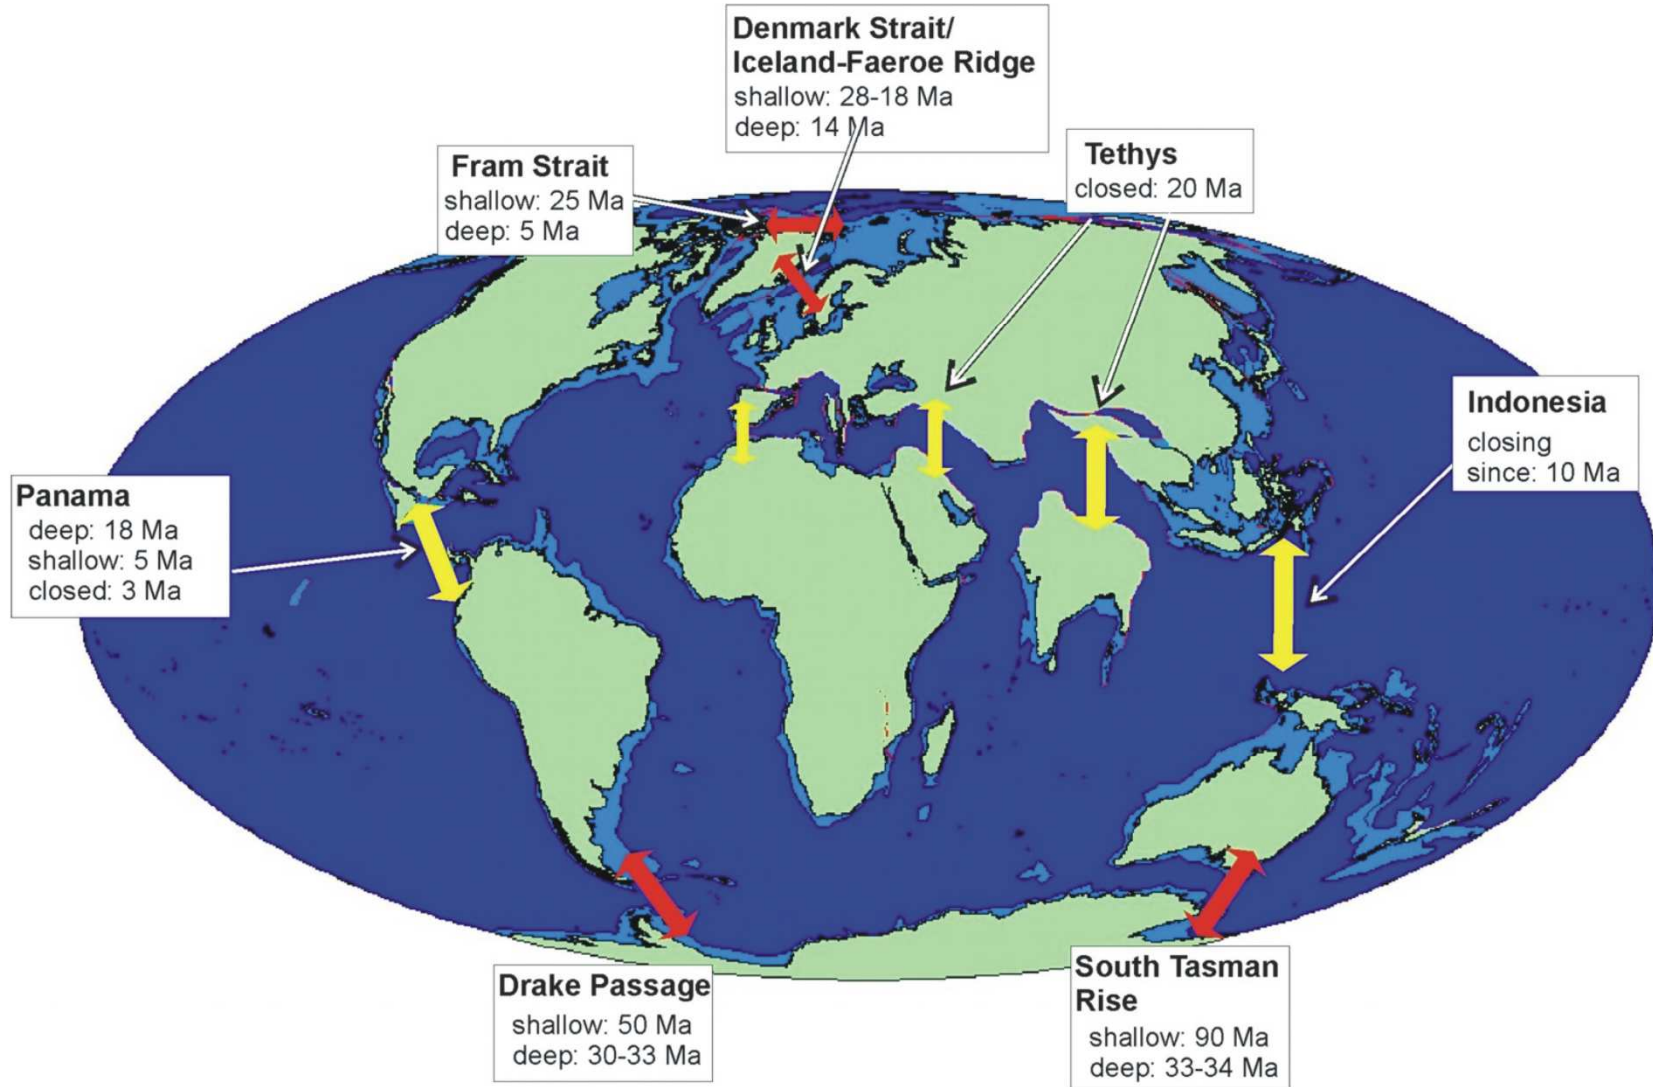 Denmark Strait/
Iceland-Faeroe Ridge
shallow: 28-18 Ma
deep: 14 Ma
Tethys
closed: 20 Ma
Fram Strait
shallow: 25 Ma
deep: 5 Ma
Indonesia
closing
since: 10 Ma
Panama
deep: 18 Ma
shallow: 5 Ma
closed: 3 Ma
Drake Passage
shallow: 50 Ma
deep: 30-33 Ma
South Tasman
Rise
shallow: 90 Ma
deep: 33-34 Ma